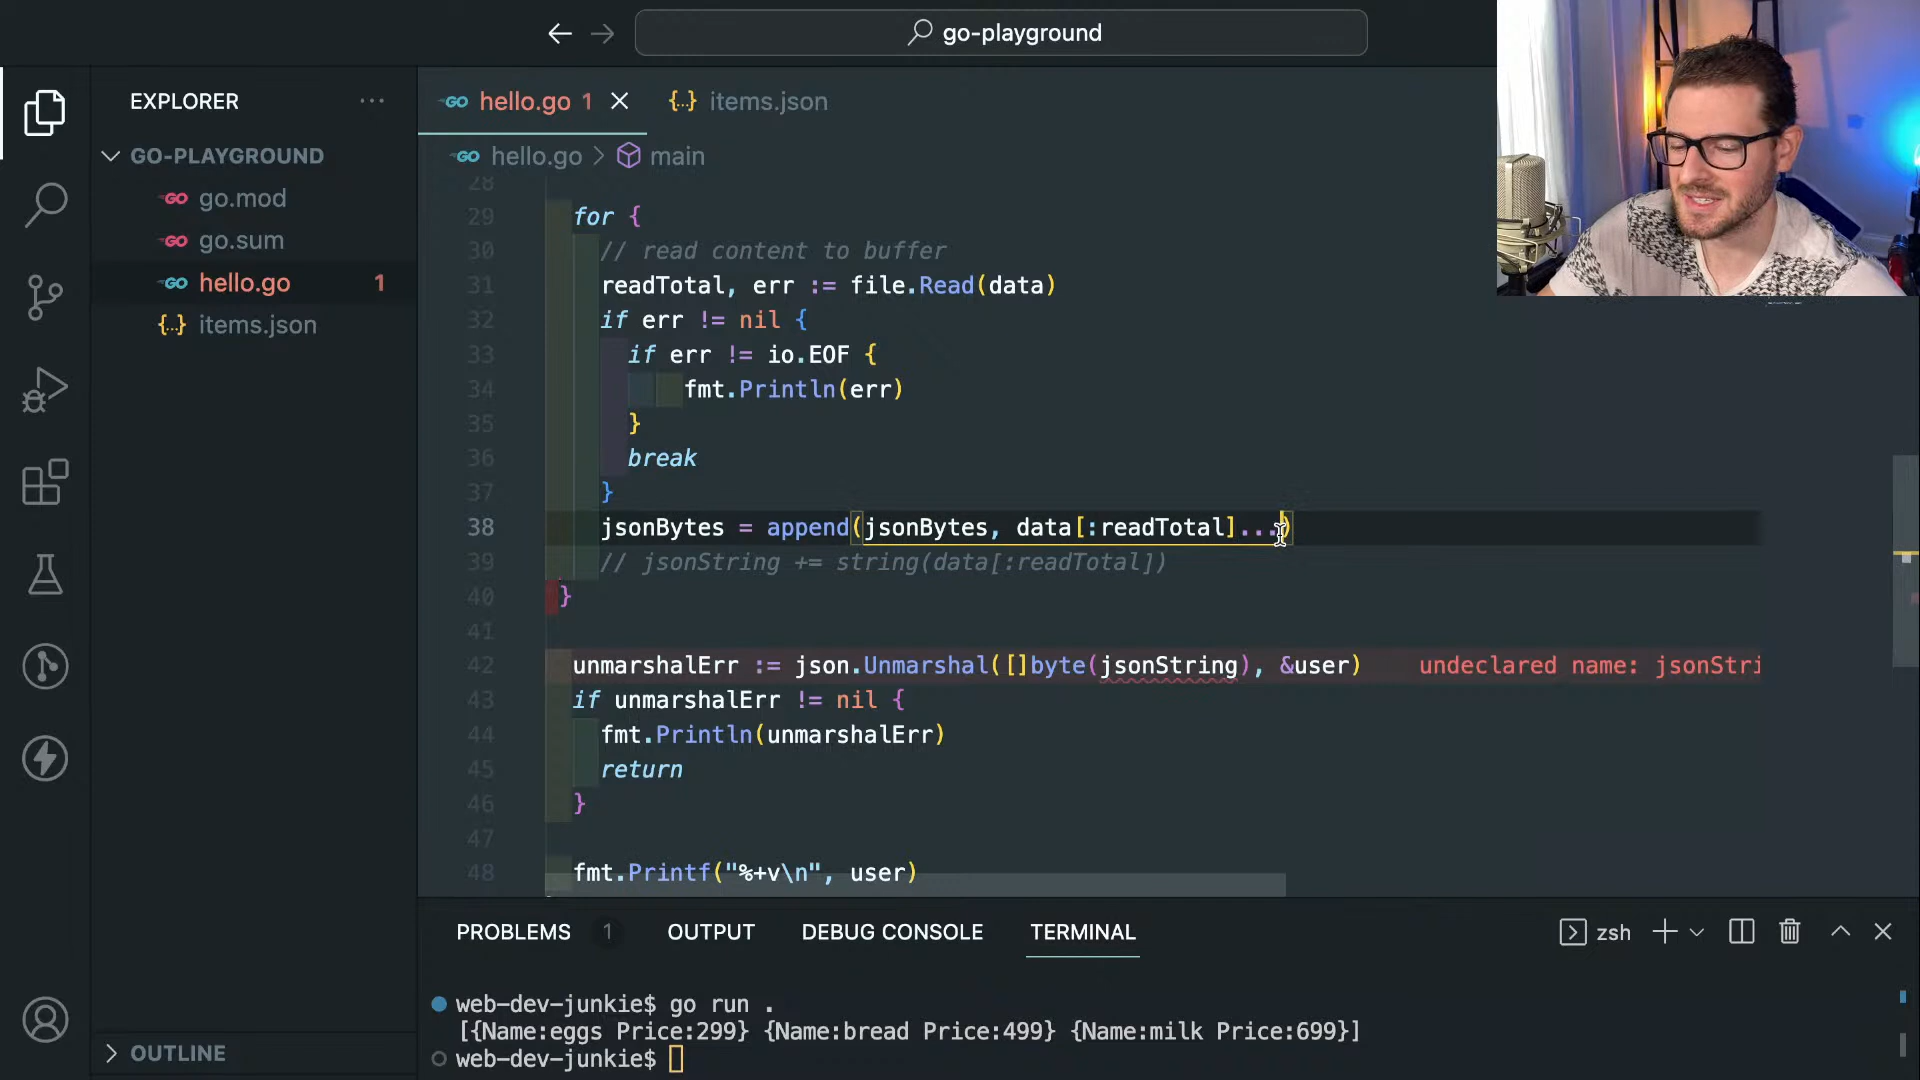 go-playground
EXPLORER
GO-PLAYGROUND
go.mod
go.sum
hello.go 1
items.json
OUTLINE
hello.go 1
items.json
hello.go > main
28
29 for {
30 // read content to buffer
31 readTotal, err := file.Read(data)
32 if err != nil {
33 if err != io.EOF {
34 fmt.Println(err)
35 }
36 break
37 }
38 jsonBytes = append(jsonBytes, data[:readTotal]...)
39 // jsonString += string(data[:readTotal])
40 }
41
42 unmarshalErr := json.Unmarshal([]byte(jsonString), &user) undeclared name: jsonStri
43 if unmarshalErr != nil {
44 fmt.Println(unmarshalErr)
45 return
46 }
47
48 fmt.Printf("%+v\n", user)
PROBLEMS 1 OUTPUT DEBUG CONSOLE TERMINAL zsh
web-dev-junkie$ go run .
[{Name:eggs Price:299} {Name:bread Price:499} {Name:milk Price:699}]
web-dev-junkie$